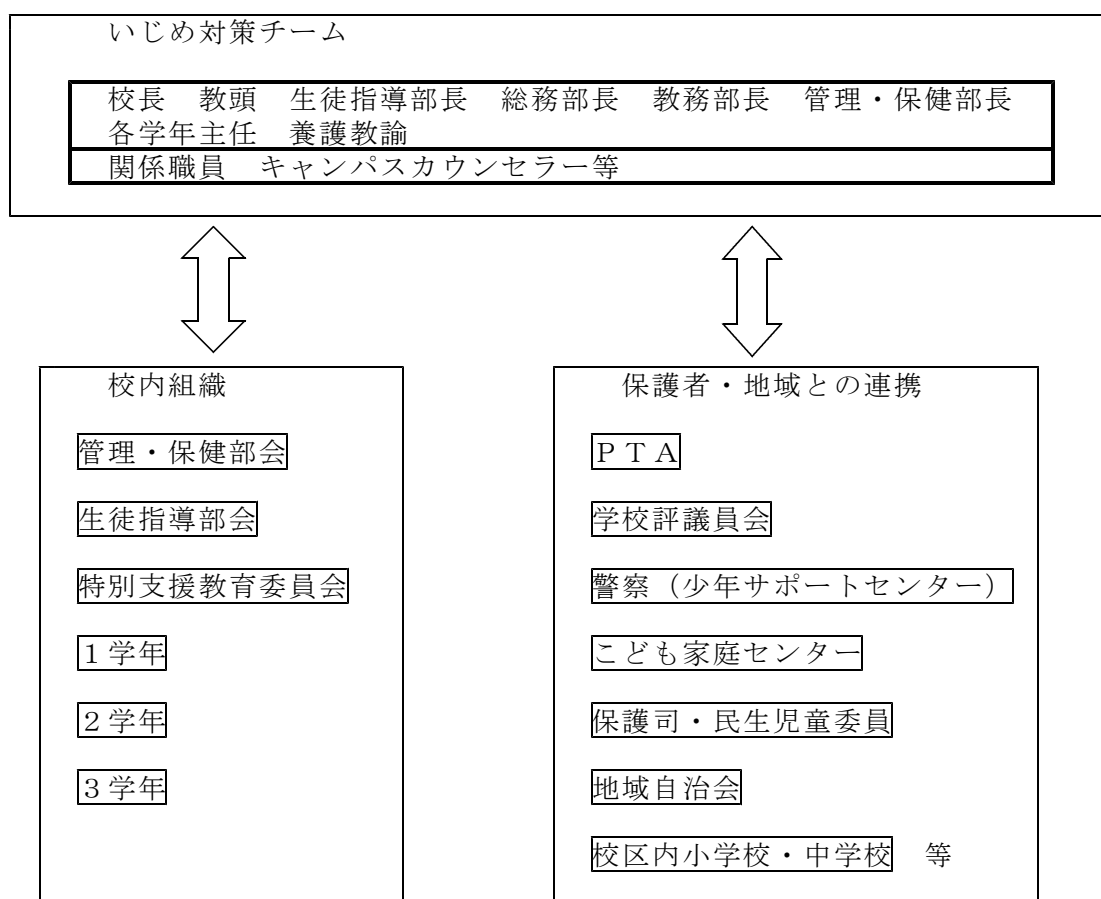 いじめ対策チーム
校長　教頭　生徒指導部長　総務部長　教務部長　管理・保健部長
各学年主任　養護教諭
関係職員　キャンパスカウンセラー等
校内組織
管理・保健部会
生徒指導部会
特別支援教育委員会
１学年
２学年
３学年
保護者・地域との連携
ＰＴＡ
学校評議員会
警察（少年サポートセンター）
こども家庭センター
保護司・民生児童委員
地域自治会
校区内小学校・中学校　等